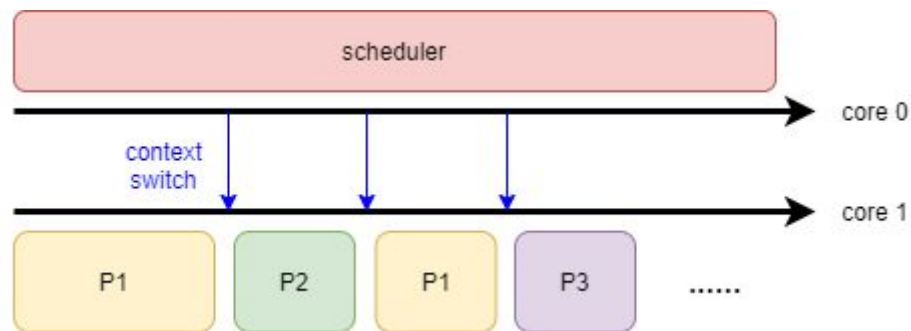 scheduler
core 0
context
switch
core 1
P1
P2
P1
P3
......